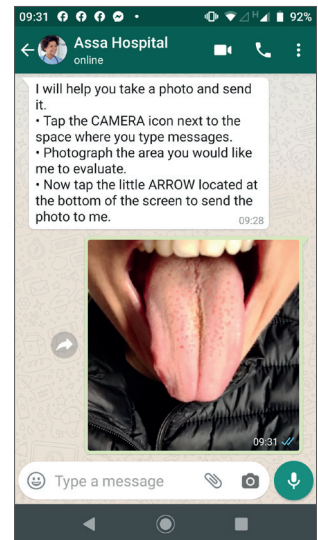 09:31 92%
Assa Hospital
online
I will help you take a photo and send
it.
• Tap the CAMERA icon next to the
space where you type messages.
• Photograph the area you would like
me to evaluate.
• Now tap the little ARROW located at
the bottom of the screen to send the
photo to me.
09:28
09:31
Type a message